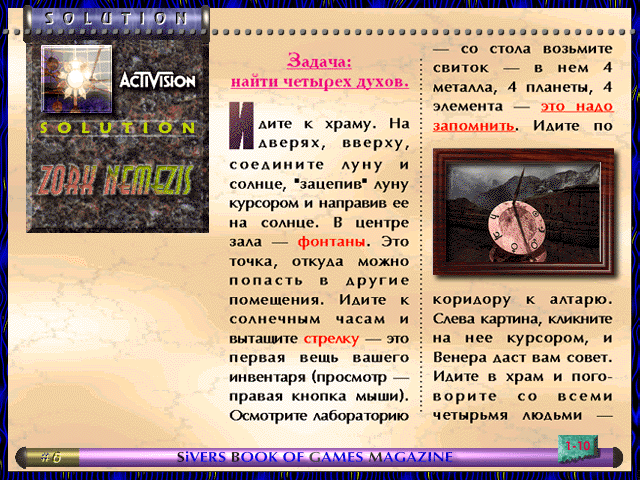 SOLUTION
ACTIVISION
SOLUTION
ZORK NEMEZIS
Задача:
найти четырех духов.
Идите к храму. На
дверях, вверху,
соедините луну и
солнце, "зацепив" луну
курсором и направив ее
на солнце. В центре
зала — фонтаны. Это
точка, откуда можно
попасть в другие
помещения. Идите к
солнечным часам и
вытащите стрелку — это
первая вещь вашего
инвентаря (просмотр —
правая кнопка мыши).
Осмотрите лабораторию
— со стола возьмите
свиток — в нем 4
металла, 4 планеты, 4
элемента — это надо
запомнить. Идите по
коридору к алтарю.
Слева картина, кликните
на нее курсором, и
Венера даст вам совет.
Идите в храм и пого-
ворите со всеми
четырьмя людьми —
#6
SiVERS BOOK OF GAMES MAGAZINE
1-10